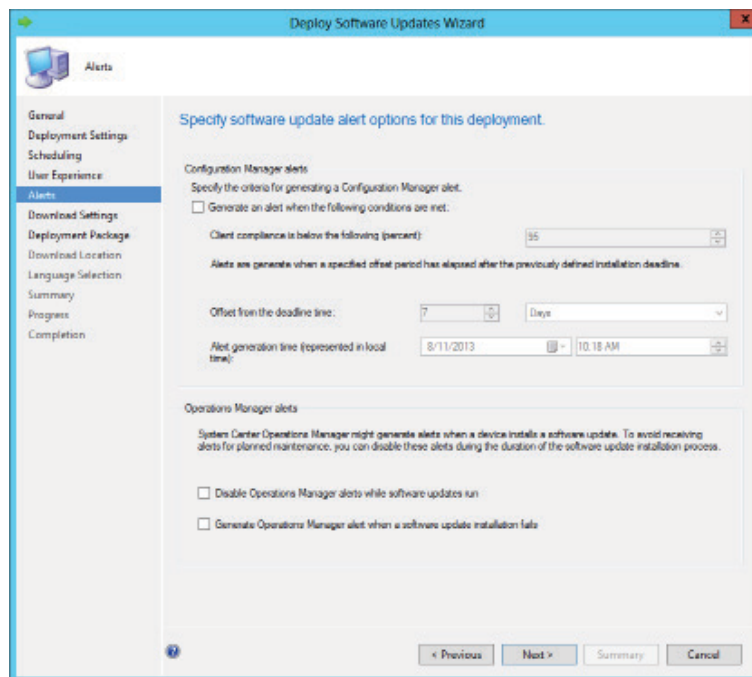 Deploy Software Updates Wizard
x
Alerts
General
Deployment Settings
Scheduling
User Experience
Alerts
Download Settings
Deployment Package
Download Location
Language Selection
Summary
Progress
Completion
Specify software update alert options for this deployment.
Configuration Manager alerts
Specify the criteria for generating a Configuration Manager alert.
Generate an alert when the following conditions are met:
Client compliance is below the following (percent): 95
Alerts are generate when a specified offset period has elapsed after the previously defined installation deadline.
Offset from the deadline time: 7 Days
Alert generation time (represented in local 8/11/2013 10:18 AM
time):
Operations Manager alerts
System Center Operations Manager might generate alerts when a device installs a software update. To avoid receiving
alerts for planned maintenance, you can disable these alerts during the duration of the software update installation process.
Disable Operations Manager alerts while software updates run
Generate Operations Manager alert when a software update installation fails
? < Previous Next > Summary Cancel